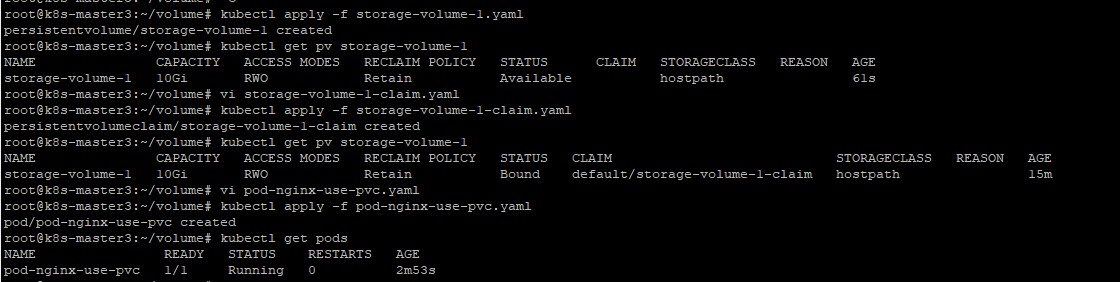 root@k8s-master3:~/volume# kubectl apply -f storage-volume-1.yaml
persistentvolume/storage-volume-1 created
root@k8s-master3:~/volume# kubectl get pv storage-volume-1
NAME CAPACITY ACCESS MODES RECLAIM POLICY STATUS CLAIM STORAGECLASS REASON AGE
storage-volume-1 10Gi RWO Retain Available hostpath 61s
root@k8s-master3:~/volume# vi storage-volume-1-claim.yaml
root@k8s-master3:~/volume# kubectl apply -f storage-volume-1-claim.yaml
persistentvolumeclaim/storage-volume-1-claim created
root@k8s-master3:~/volume# kubectl get pv storage-volume-1
NAME CAPACITY ACCESS MODES RECLAIM POLICY STATUS CLAIM STORAGECLASS REASON AGE
storage-volume-1 10Gi RWO Retain Bound default/storage-volume-1-claim hostpath 15m
root@k8s-master3:~/volume# vi pod-nginx-use-pvc.yaml
root@k8s-master3:~/volume# kubectl apply -f pod-nginx-use-pvc.yaml
pod/pod-nginx-use-pvc created
root@k8s-master3:~/volume# kubectl get pods
NAME READY STATUS RESTARTS AGE
pod-nginx-use-pvc 1/1 Running 0 2m53s